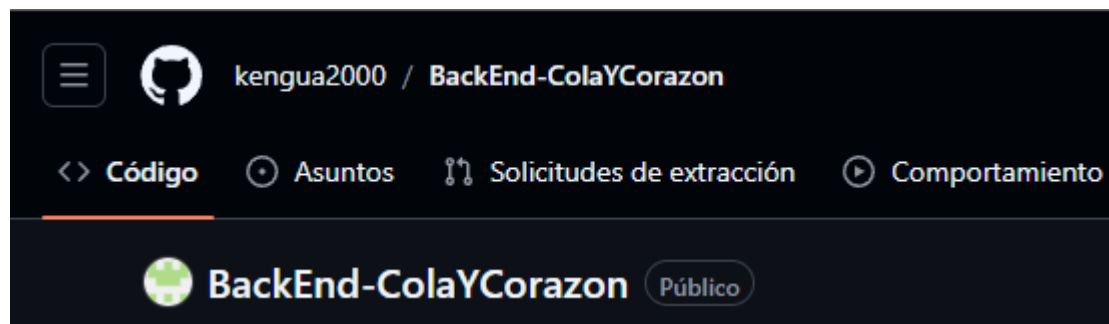 kengua2000 / BackEnd-ColaYCorazon
<> Código Asuntos Solicitudes de extracción Comportamiento
BackEnd-ColaYCorazon Público